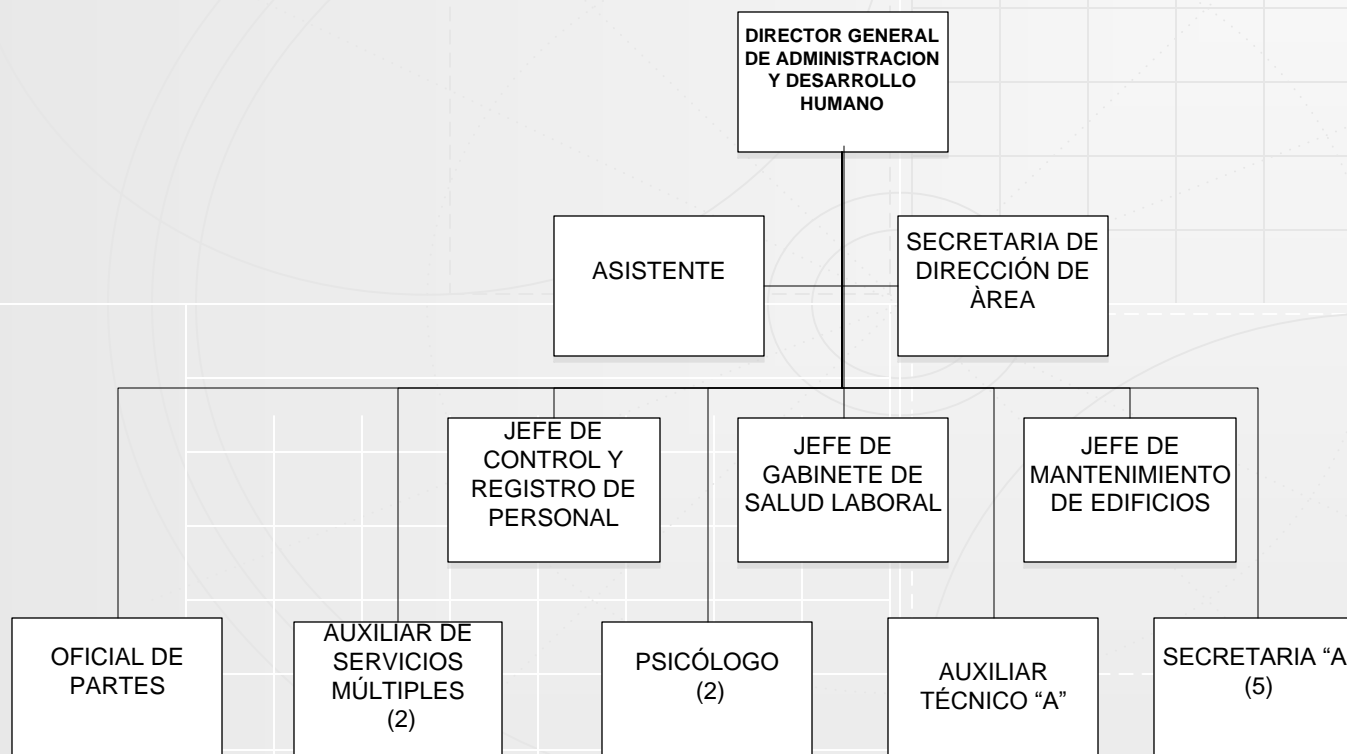 DIRECTOR GENERAL
DE ADMINISTRACION
Y DESARROLLO
HUMANO
ASISTENTE
SECRETARIA DE
DIRECCIÓN DE
ÀREA
JEFE DE
CONTROL Y
REGISTRO DE
PERSONAL
JEFE DE
GABINETE DE
SALUD LABORAL
JEFE DE
MANTENIMIENTO
DE EDIFICIOS
OFICIAL DE
PARTES
AUXILIAR DE
SERVICIOS
MÚLTIPLES
(2)
PSICÓLOGO
(2)
AUXILIAR
TÉCNICO “A”
SECRETARIA “A
(5)